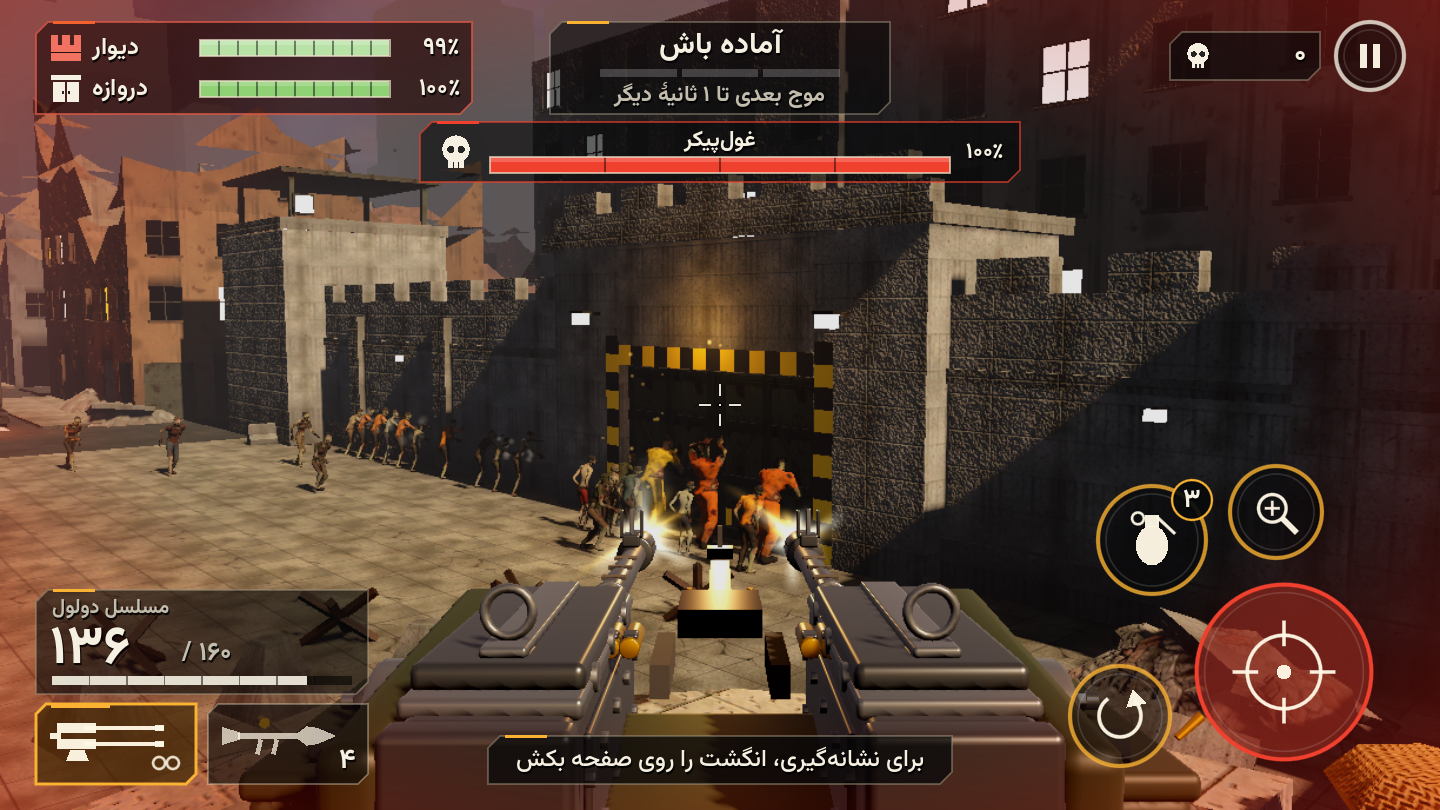 دیوار ۹۹٪
دروازه ۱۰۰٪
آماده باش
موج بعدی تا ۱ ثانیهٔ دیگر
۰
غول‌پیکر ۱۰۰٪
۳
مسلسل دولول
۱۳۶ / ۱۶۰
∞
۴
برای نشانه‌گیری، انگشت را روی صفحه بکش